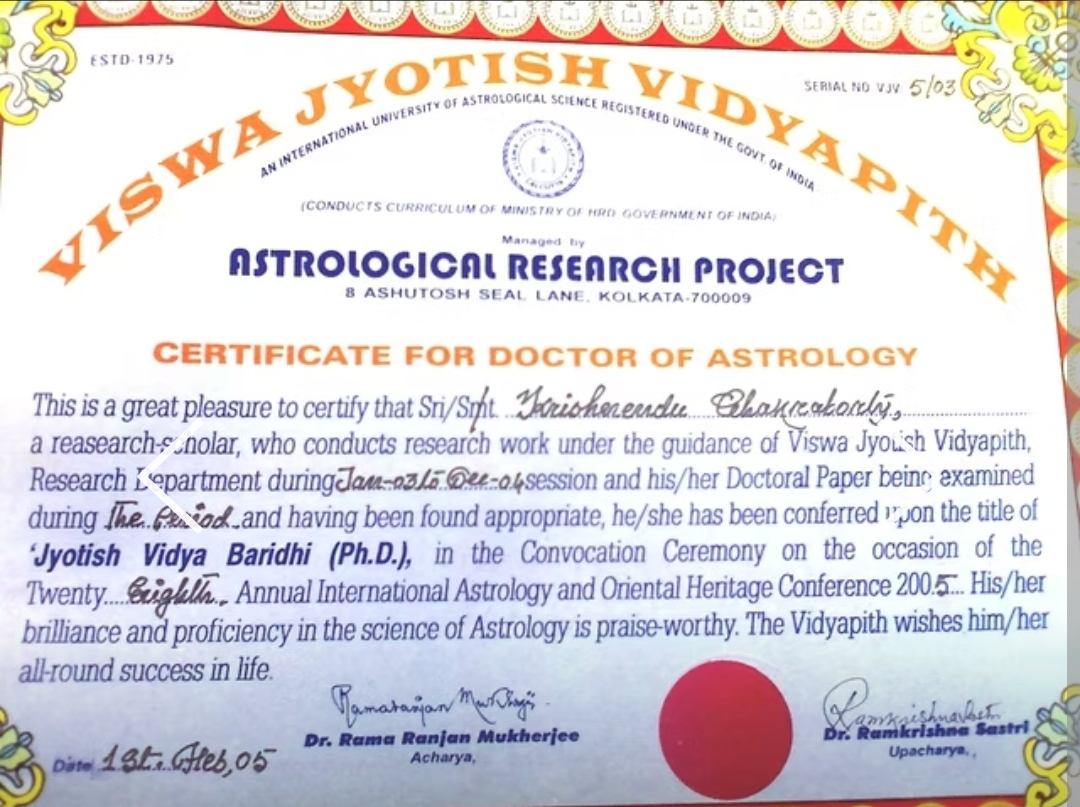 ESTD-1975
SERIAL NO VJV 5/03
VISWA JYOTISH VIDYAPITH
AN INTERNATIONAL UNIVERSITY OF ASTROLOGICAL SCIENCE REGISTERED UNDER THE GOVT. OF INDIA
(CONDUCTS CURRICULUM OF MINISTRY OF HRD. GOVERNMENT OF INDIA)
Managed by
ASTROLOGICAL RESEARCH PROJECT
8 ASHUTOSH SEAL LANE, KOLKATA-700009
CERTIFICATE FOR DOCTOR OF ASTROLOGY
This is a great pleasure to certify that Sri/Smt. Krishnendu Chakraborty,
a reasearch-scholar, who conducts research work under the guidance of Viswa Jyotish Vidyapith,
Research Department during Jan-03 to Dec-04 session and his/her Doctoral Paper being examined
during The Period and having been found appropriate, he/she has been conferred upon the title of
'Jyotish Vidya Baridhi (Ph.D.), in the Convocation Ceremony on the occasion of the
Twenty....Eighth., Annual International Astrology and Oriental Heritage Conference 2005... His/her
brilliance and proficiency in the science of Astrology is praise-worthy. The Vidyapith wishes him/her
all-round success in life.
Ramaranjan Mukherji
Ramkrishna Sastri
Dr. Rama Ranjan Mukherjee
Dr. Ramkrishna Sastri
Acharya,
Upacharya,,
Date 1st. Feb, 05